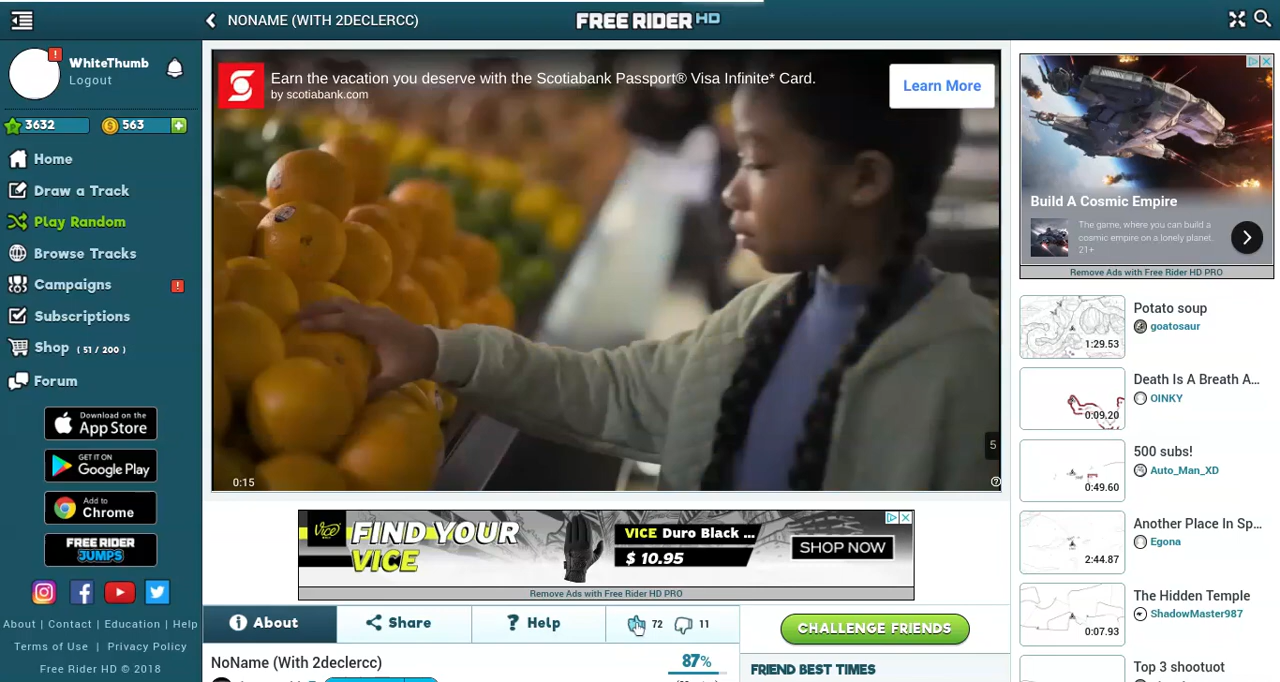 NONAME (WITH 2DECLERCC)
FREE RIDER HD
!
WhiteThumb
Logout
3632
563
Home
Draw a Track
Play Random
Browse Tracks
Campaigns
!
Subscriptions
Shop ( 51 / 200 )
Forum
Download on the
App Store
GET IT ON
Google Play
Add to
Chrome
FREE RIDER
JUMPS
About | Contact | Education | Help
Terms of Use | Privacy Policy
Free Rider HD © 2018
Earn the vacation you deserve with the Scotiabank Passport® Visa Infinite* Card.
by scotiabank.com
Learn More
5
0:15
Vice
FIND YOUR
VICE
VICE Duro Black ...
$ 10.95
SHOP NOW
Remove Ads with Free Rider HD PRO
About
Share
? Help
72
11
CHALLENGE FRIENDS
NoName (With 2declercc)
87%
FRIEND BEST TIMES
Build A Cosmic Empire
The game, where you can build a
cosmic empire on a lonely planet.
21+
Remove Ads with Free Rider HD PRO
Potato soup
goatosaur
1:29.53
Death Is A Breath A...
OINKY
0:09.20
500 subs!
Auto_Man_XD
0:49.60
Another Place In Sp...
Egona
2:44.87
The Hidden Temple
ShadowMaster987
0:07.93
Top 3 shootuot